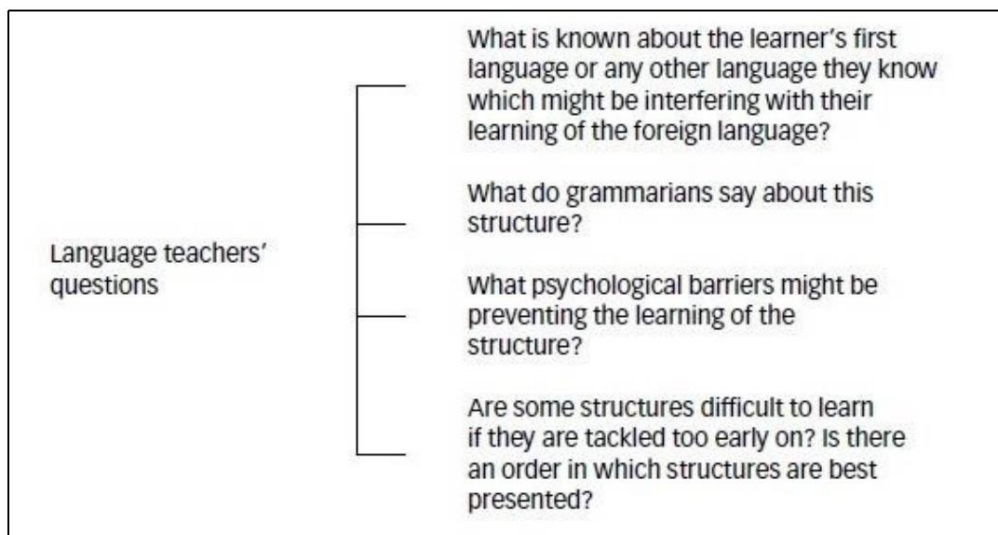 Language teachers'
questions
What is known about the learner's first
language or any other language they know
which might be interfering with their
learning of the foreign language?
What do grammarians say about this
structure?
What psychological barriers might be
preventing the learning of the
structure?
Are some structures difficult to learn
if they are tackled too early on? Is there
an order in which structures are best
presented?